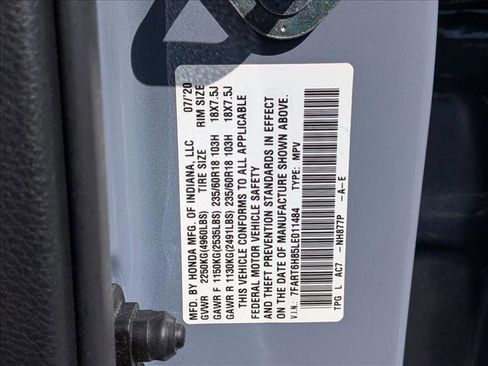 MFD. BY HONDA MFG. OF INDIANA, LLC 07/'20
GVWR 2250KG(4960LBS) TIRE SIZE RIM SIZE
GAWR F 1150KG(2535LBS) 235/60R18 103H 18X7.5J
GAWR R 1130KG(2491LBS) 235/60R18 103H 18X7.5J
THIS VEHICLE CONFORMS TO ALL APPLICABLE
FEDERAL MOTOR VEHICLE SAFETY
AND THEFT PREVENTION STANDARDS IN EFFECT
ON THE DATE OF MANUFACTURE SHOWN ABOVE.
V.I.N.: 7FART6H85LE011484 TYPE: MPV
TPG L AC7 -NH877P -A-E